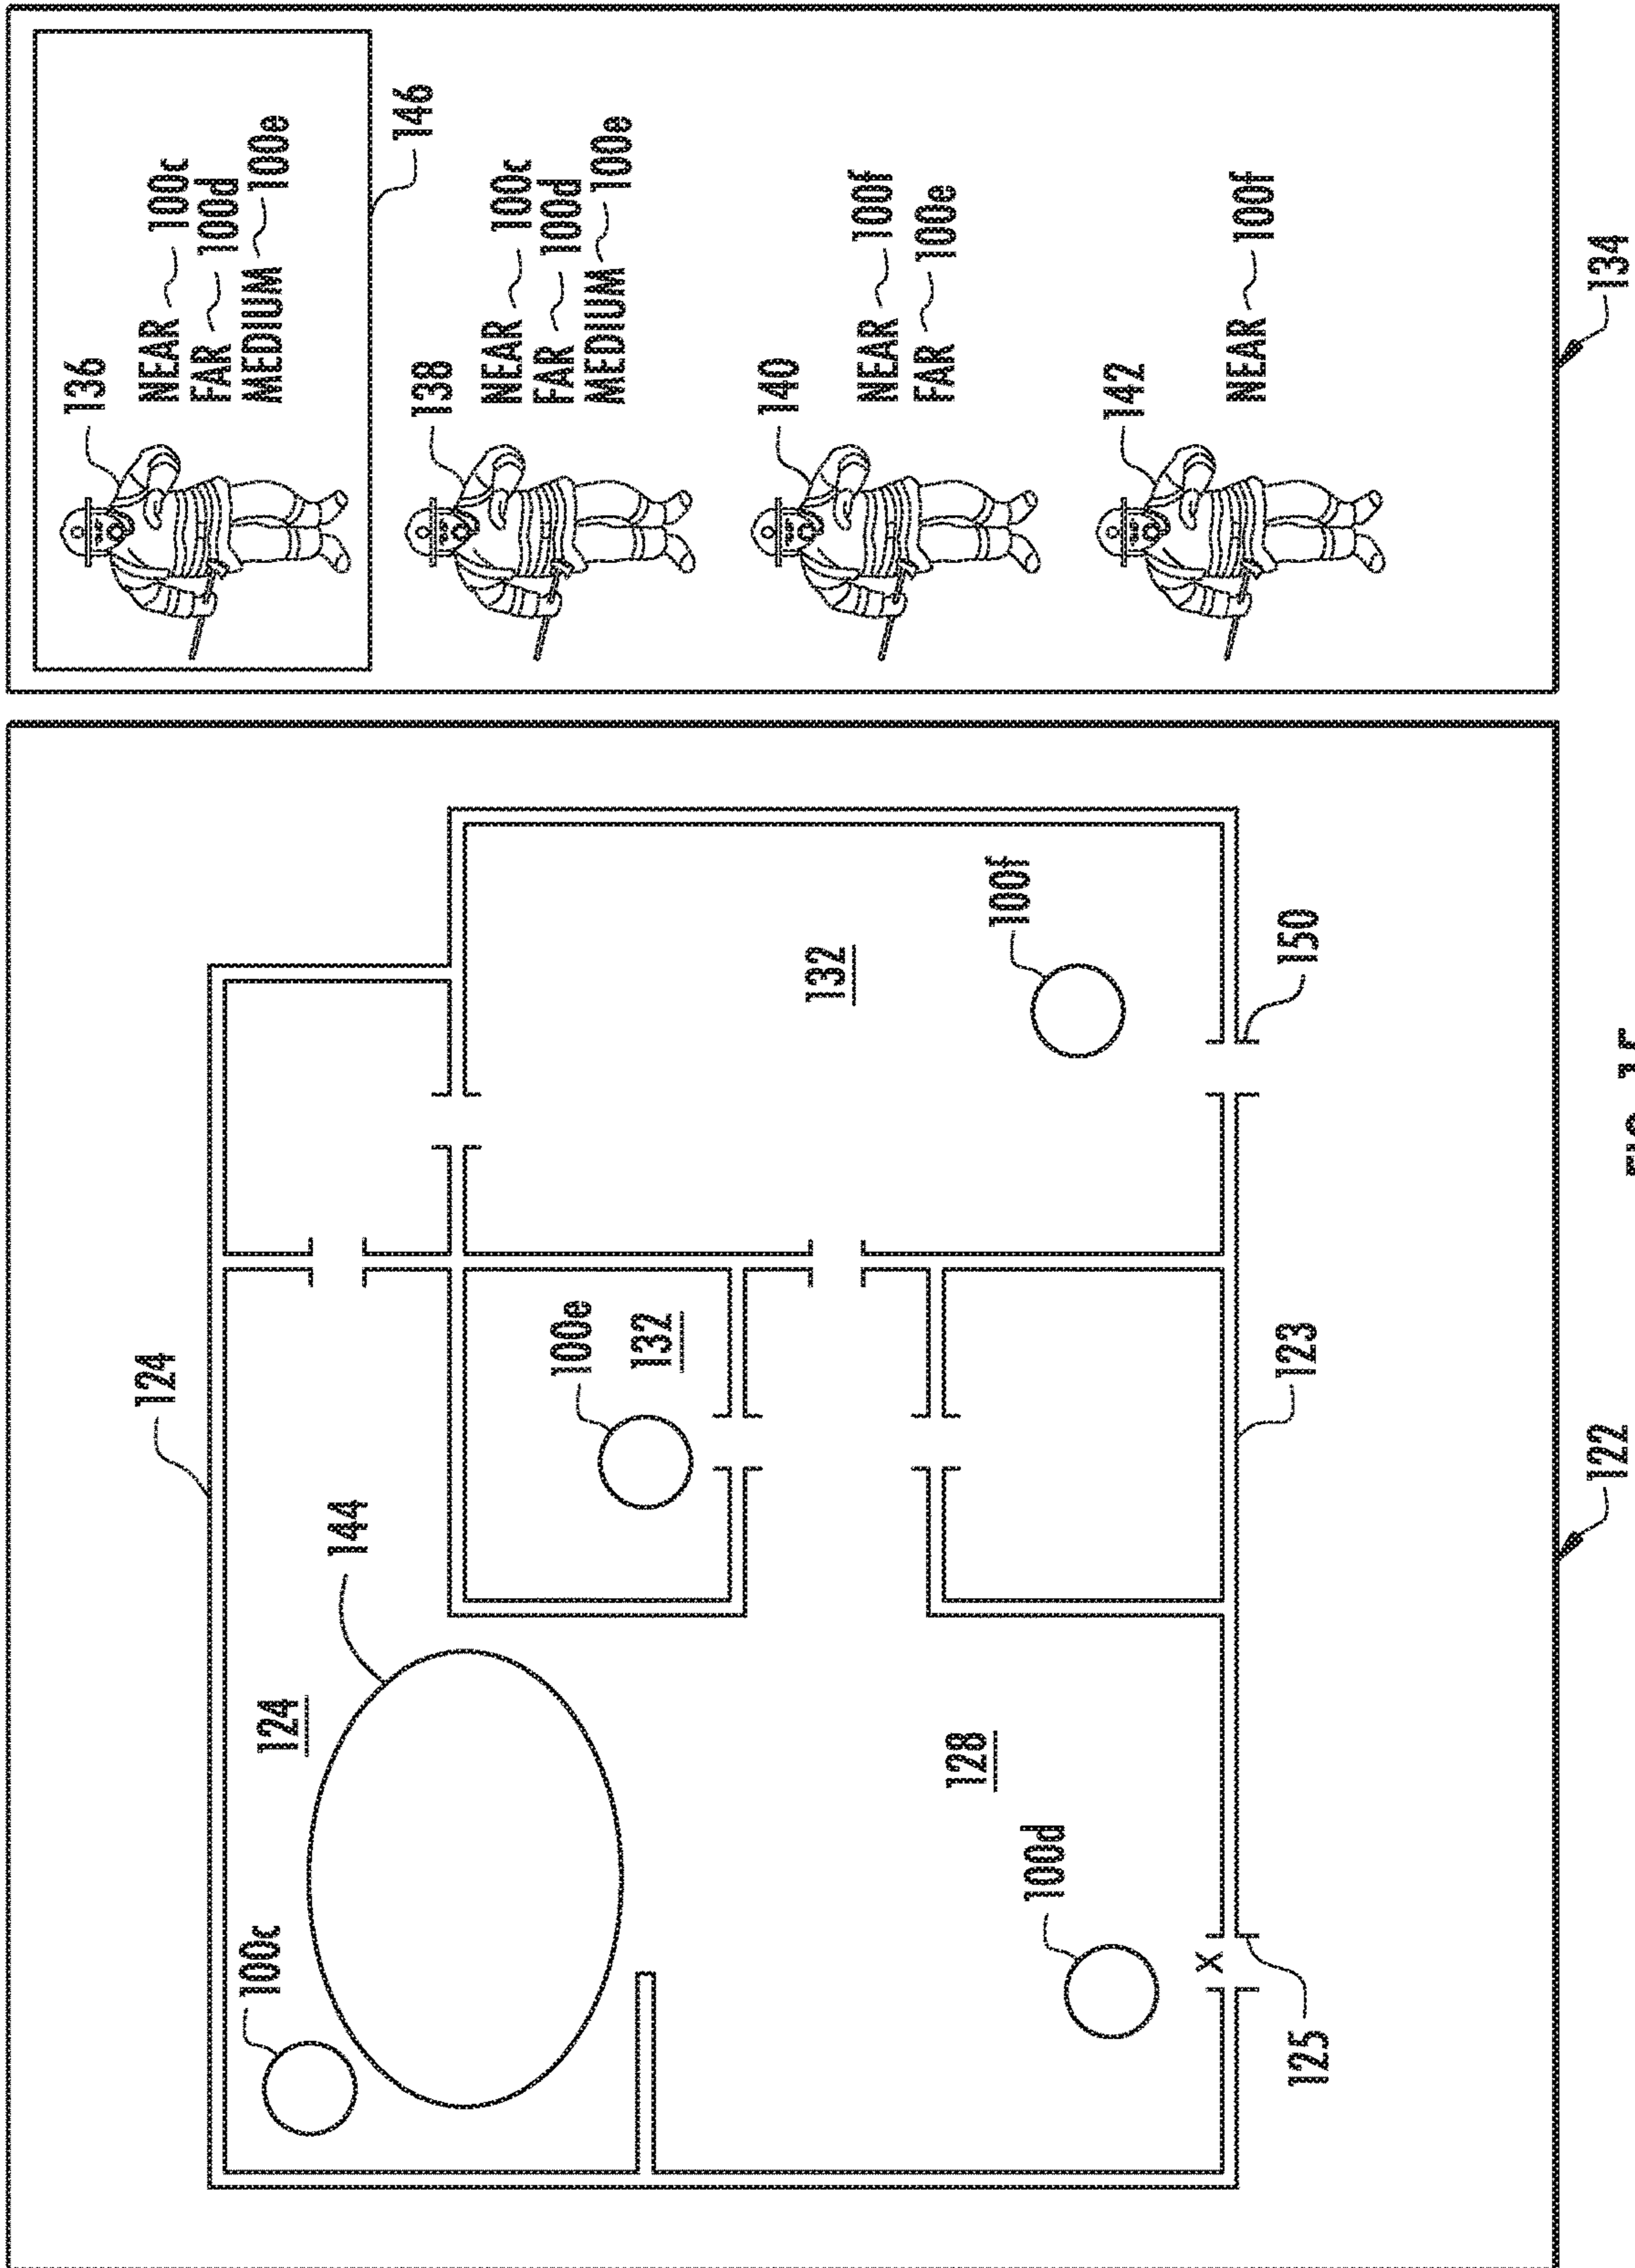 124
100c
124
144
100e
132
132
128
100f
100d
X
125
123
150
122
136
NEAR 100c
FAR 100d
MEDIUM 100e
146
138
NEAR 100c
FAR 100d
MEDIUM 100e
140
NEAR 100f
FAR 100e
142
NEAR 100f
134